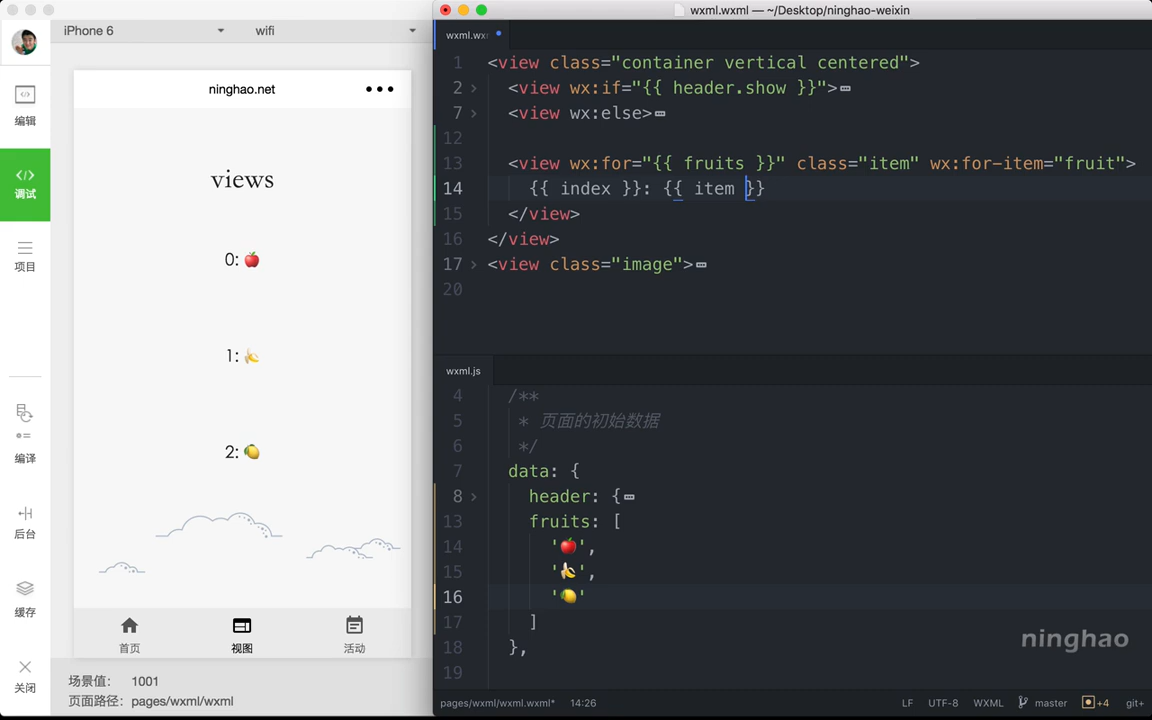 iPhone 6
wifi
编辑
调试
项目
编译
后台
缓存
关闭
ninghao.net
views
0: 🍎
1: 🍌
2: 🍋
首页
视图
活动
场景值: 1001
页面路径: pages/wxml/wxml
wxml.wxml — ~/Desktop/ninghao-weixin
wxml.wx
1 <view class="container vertical centered">
2 <view wx:if="{{ header.show }}">
7 <view wx:else>
12
13 <view wx:for="{{ fruits }}" class="item" wx:for-item="fruit">
14 {{ index }}: {{ item }}
15 </view>
16 </view>
17 <view class="image">
20
wxml.js
4 /**
5 * 页面的初始数据
6 */
7 data: {
8 header: {
13 fruits: [
14 '🍎',
15 '🍌',
16 '🍋'
17 ]
18 },
19
ninghao
pages/wxml/wxml.wxml* 14:26
LF UTF-8 WXML master +4 git+